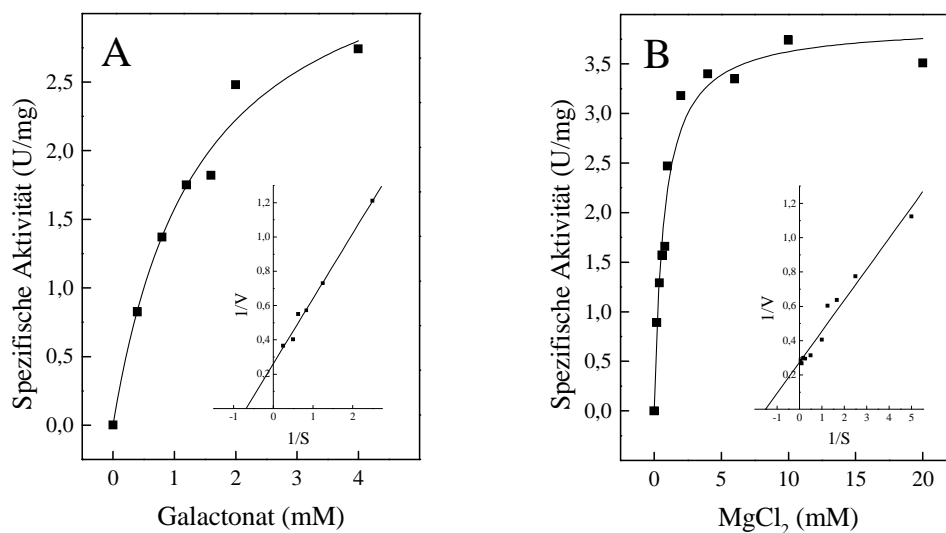 A
Spezifische Aktivität (U/mg)
2,5
2,0
1,5
1,0
0,5
0,0
0 1 2 3 4
Galactonat (mM)
1/V
1,2
1,0
0,8
0,6
0,4
0,2
-1 0 1 2
1/S
B
Spezifische Aktivität (U/mg)
3,5
3,0
2,5
2,0
1,5
1,0
0,5
0,0
0 5 10 15 20
MgCl₂ (mM)
1/V
1,2
1,0
0,8
0,6
0,4
0,2
-1 0 1 2 3 4 5
1/S